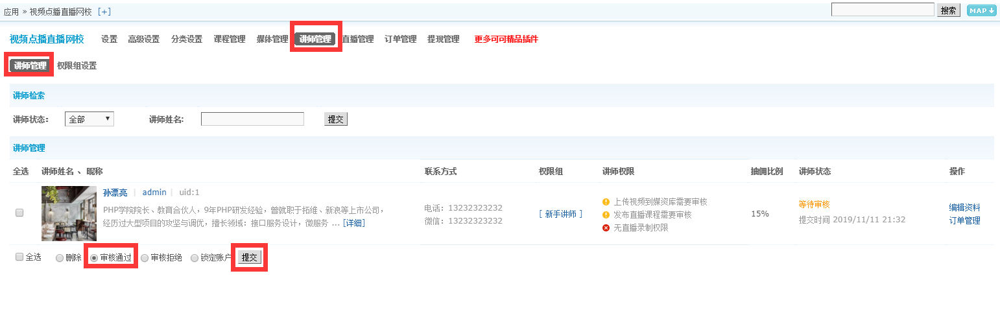 应用 » 视频点播直播网校 [+] 搜索 MAP
视频点播直播网校 设置 高级设置 分类设置 课程管理 媒体管理 讲师管理 直播管理 订单管理 提现管理 更多可可精品插件
讲师管理 权限组设置
讲师检索
讲师状态: 全部 讲师姓名: 提交
讲师管理
全选 讲师姓名 、 昵称 联系方式 权限组 讲师权限 抽佣比例 讲师状态 操作
孙漂亮 | admin | uid:1
PHP学院院长、教育合伙人，9年PHP研发经验，曾就职于拓维、新浪等上市公司，
经历过大型项目的攻坚与调优，擅长领域：接口服务设计，微服务 ... [详细]
电话：13232323232
微信：13232323232
[ 新手讲师 ]
上传视频到媒资库需要审核
发布直播课程需要审核
无直播录制权限
15%
等待审核
提交时间 2019/11/11 21:32
编辑资料
订单管理
全选 删除 审核通过 审核拒绝 锁定账户 提交